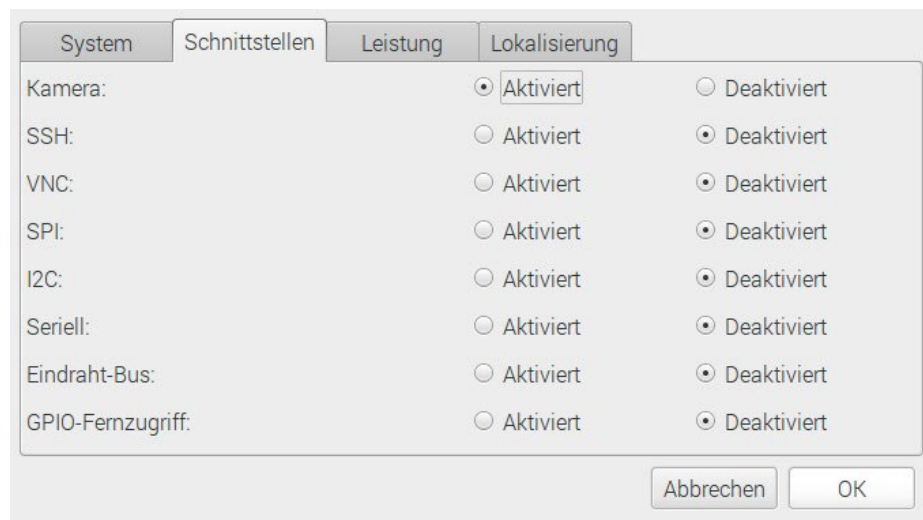 System Schnittstellen Leistung Lokalisierung
Kamera: Aktiviert Deaktiviert
SSH: Aktiviert Deaktiviert
VNC: Aktiviert Deaktiviert
SPI: Aktiviert Deaktiviert
I2C: Aktiviert Deaktiviert
Seriell: Aktiviert Deaktiviert
Eindraht-Bus: Aktiviert Deaktiviert
GPIO-Fernzugriff: Aktiviert Deaktiviert
Abbrechen OK